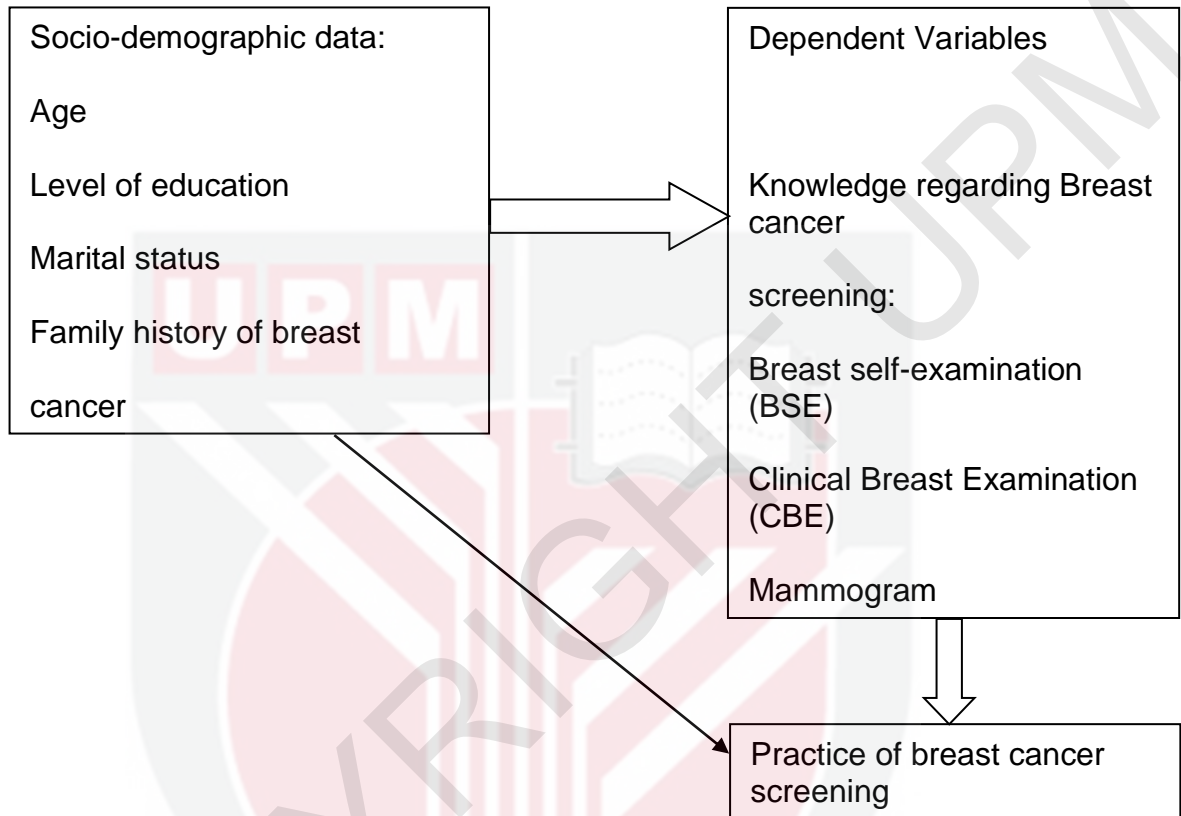 Socio-demographic data:
Age
Level of education
Marital status
Family history of breast
cancer
Dependent Variables
Knowledge regarding Breast
cancer
screening:
Breast self-examination
(BSE)
Clinical Breast Examination
(CBE)
Mammogram
Practice of breast cancer
screening
UPM
YRIGHT UPM